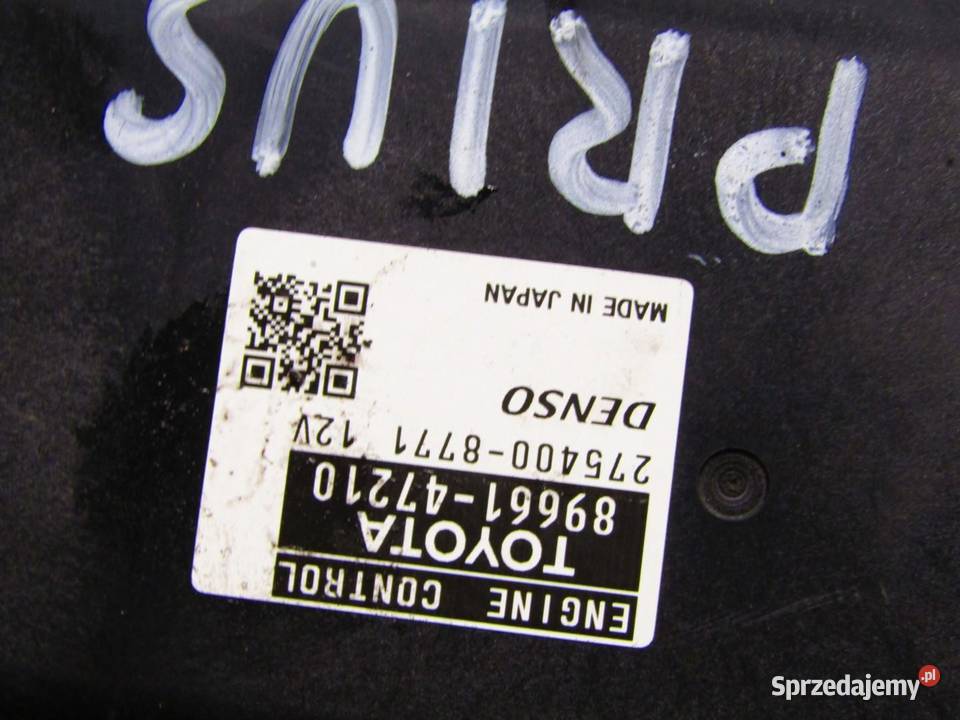 ENGINE CONTROL
TOYOTA
89661-47210
275400-8771 12V
DENSO
MADE IN JAPAN
PRIUS
Sprzedajemy.pl